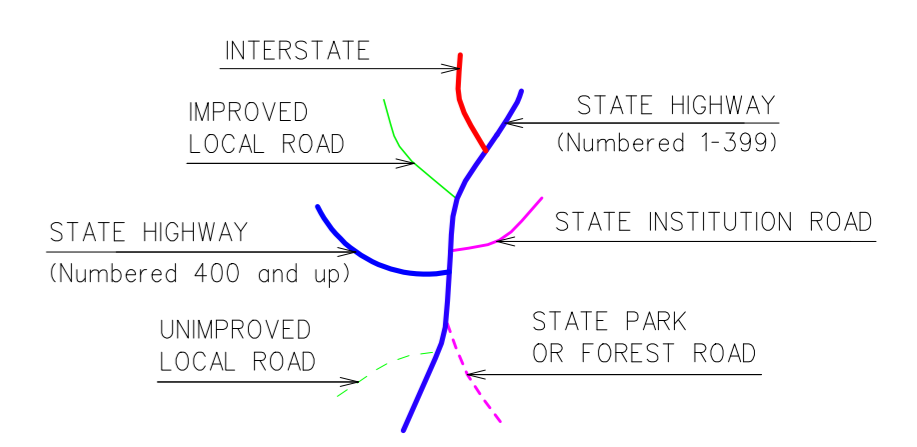 INTERSTATE
IMPROVED
LOCAL ROAD
STATE HIGHWAY
(Numbered 1-399)
STATE INSTITUTION ROAD
STATE HIGHWAY
(Numbered 400 and up)
UNIMPROVED
LOCAL ROAD
STATE PARK
OR FOREST ROAD